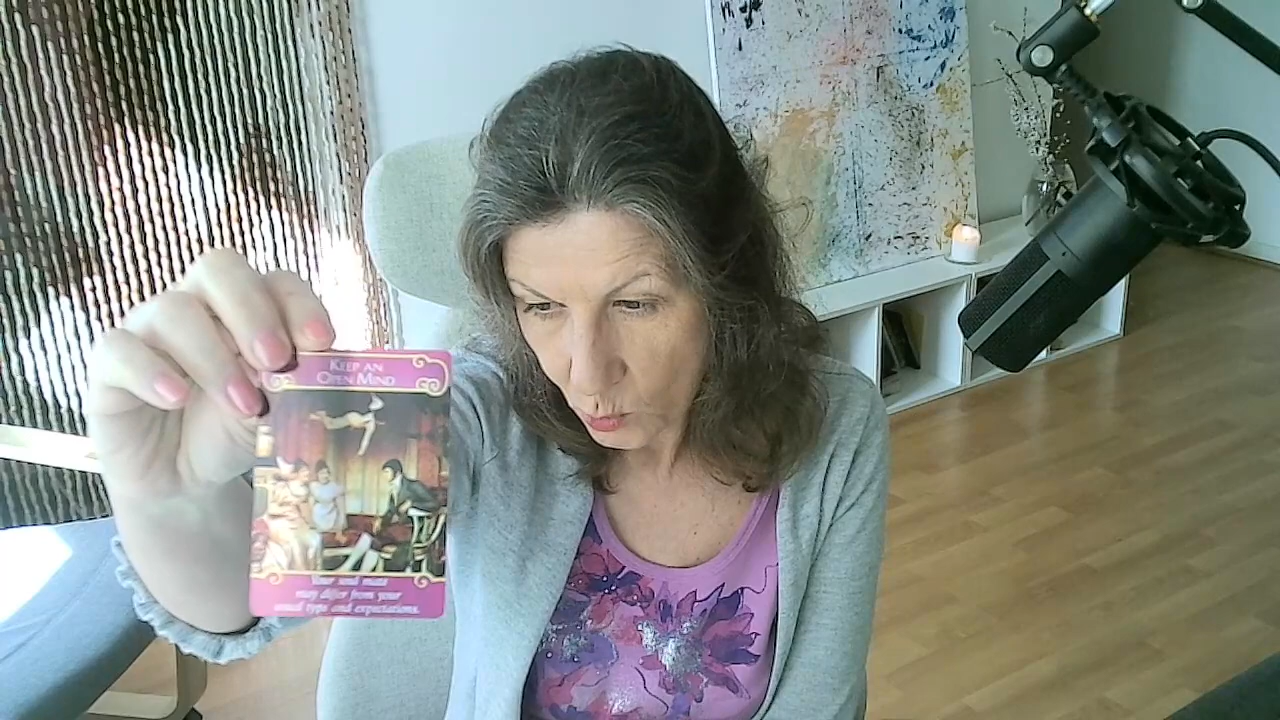 KEEP AN
OPEN MIND
Your soul mate
may differ from your
usual type and expectations.